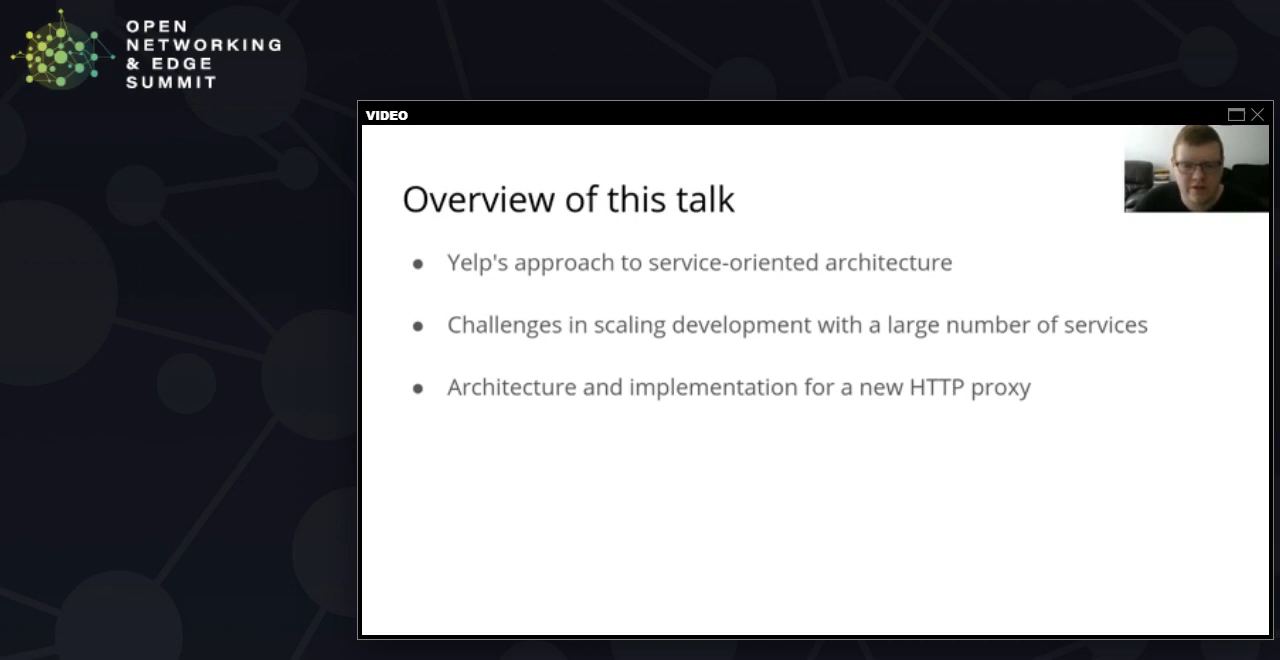 OPEN
NETWORKING
& EDGE
SUMMIT
VIDEO
Overview of this talk
● Yelp's approach to service-oriented architecture
● Challenges in scaling development with a large number of services
● Architecture and implementation for a new HTTP proxy